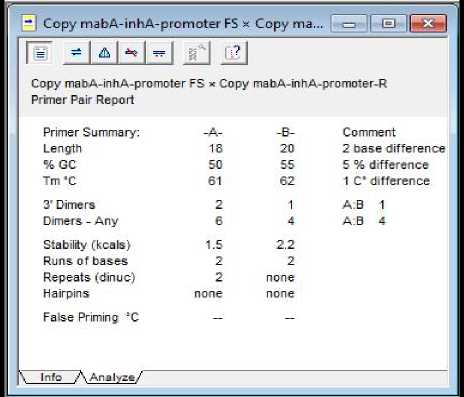 Copy mabA-inhA-promoter FS × Copy ma...
Copy mabA-inhA-promoter FS × Copy mabA-inhA-promoter-R
Primer Pair Report
Primer Summary: -A- -B- Comment
Length 18 20 2 base difference
% GC 50 55 5 % difference
Tm °C 61 62 1 C° difference
3' Dimers 2 1 A:B 1
Dimers - Any 6 4 A:B 4
Stability (kcals) 1.5 2.2
Runs of bases 2 2
Repeats (dinuc) 2 none
Hairpins none none
False Priming °C -- --
Info Analyze